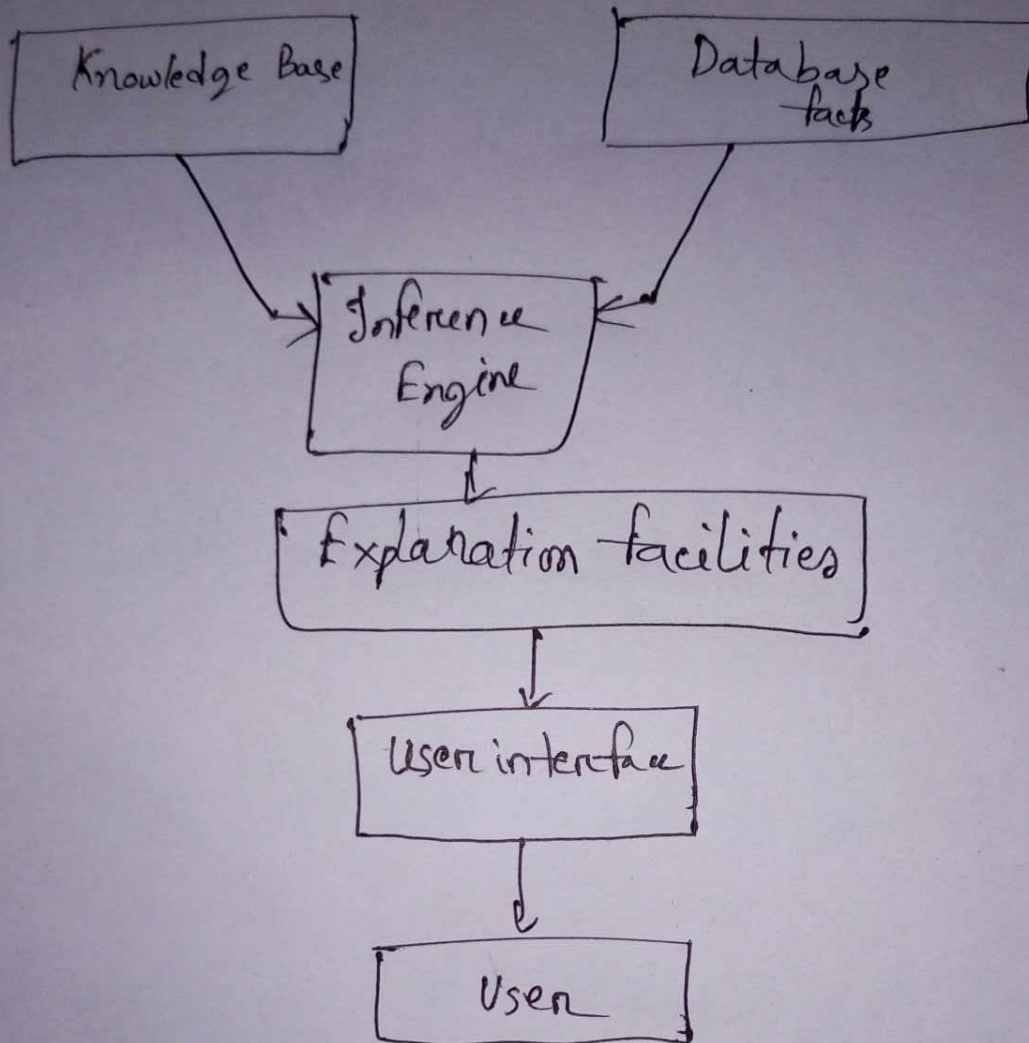 Knowledge Base
Database
facts
Inference
Engine
Explanation facilities
User interface
User